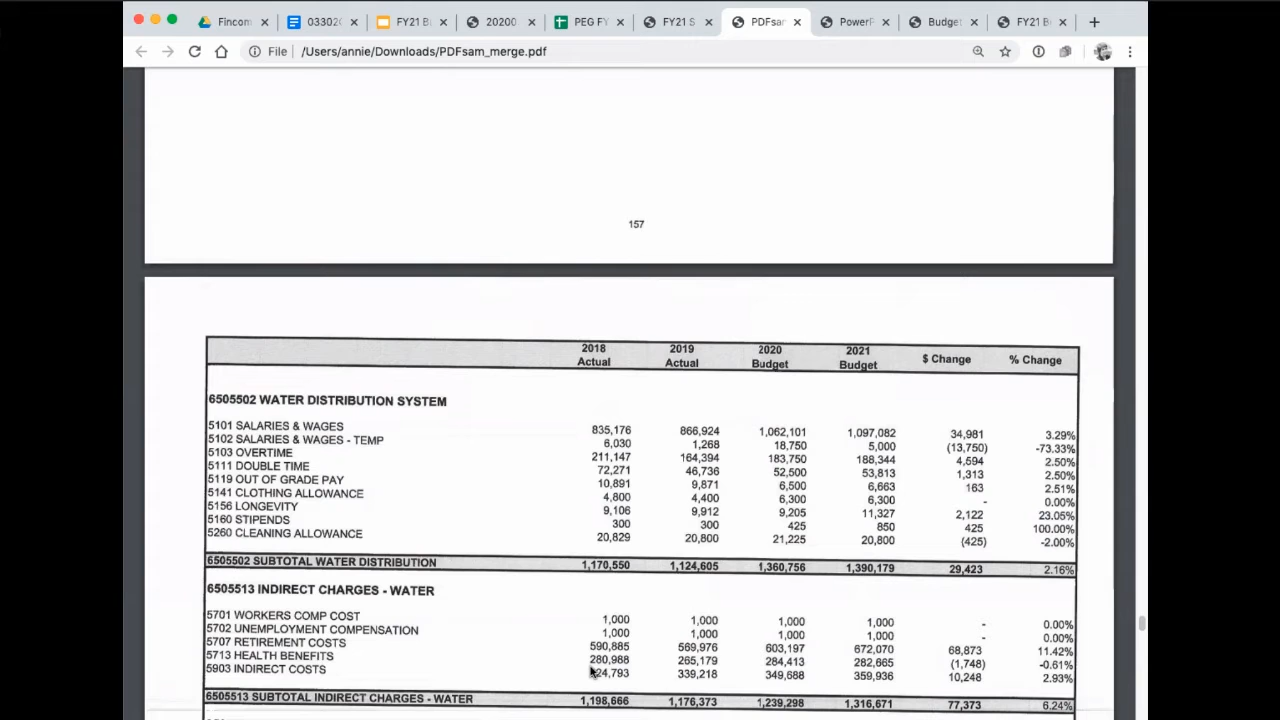 Fincom
03302
FY21 B
20200
PEG FY
FY21 S
PDFsam
PowerP
Budget
FY21 B
File | /Users/annie/Downloads/PDFsam_merge.pdf
157
2018 Actual 2019 Actual 2020 Budget 2021 Budget $ Change % Change
6505502 WATER DISTRIBUTION SYSTEM
5101 SALARIES & WAGES 835,176 866,924 1,062,101 1,097,082 34,981 3.29%
5102 SALARIES & WAGES - TEMP 6,030 1,268 18,750 5,000 (13,750) -73.33%
5103 OVERTIME 211,147 164,394 183,750 188,344 4,594 2.50%
5111 DOUBLE TIME 72,271 46,736 52,500 53,813 1,313 2.50%
5119 OUT OF GRADE PAY 10,891 9,871 6,500 6,663 163 2.51%
5141 CLOTHING ALLOWANCE 4,800 4,400 6,300 6,300 - 0.00%
5156 LONGEVITY 9,106 9,912 9,205 11,327 2,122 23.05%
5160 STIPENDS 300 300 425 850 425 100.00%
5260 CLEANING ALLOWANCE 20,829 20,800 21,225 20,800 (425) -2.00%
6505502 SUBTOTAL WATER DISTRIBUTION 1,170,550 1,124,605 1,360,756 1,390,179 29,423 2.16%
6505513 INDIRECT CHARGES - WATER
5701 WORKERS COMP COST 1,000 1,000 1,000 1,000 - 0.00%
5702 UNEMPLOYMENT COMPENSATION 1,000 1,000 1,000 1,000 - 0.00%
5707 RETIREMENT COSTS 590,885 569,976 603,197 672,070 68,873 11.42%
5713 HEALTH BENEFITS 280,988 265,179 284,413 282,665 (1,748) -0.61%
5903 INDIRECT COSTS 24,793 339,218 349,688 359,936 10,248 2.93%
6505513 SUBTOTAL INDIRECT CHARGES - WATER 1,198,666 1,176,373 1,239,298 1,316,671 77,373 6.24%